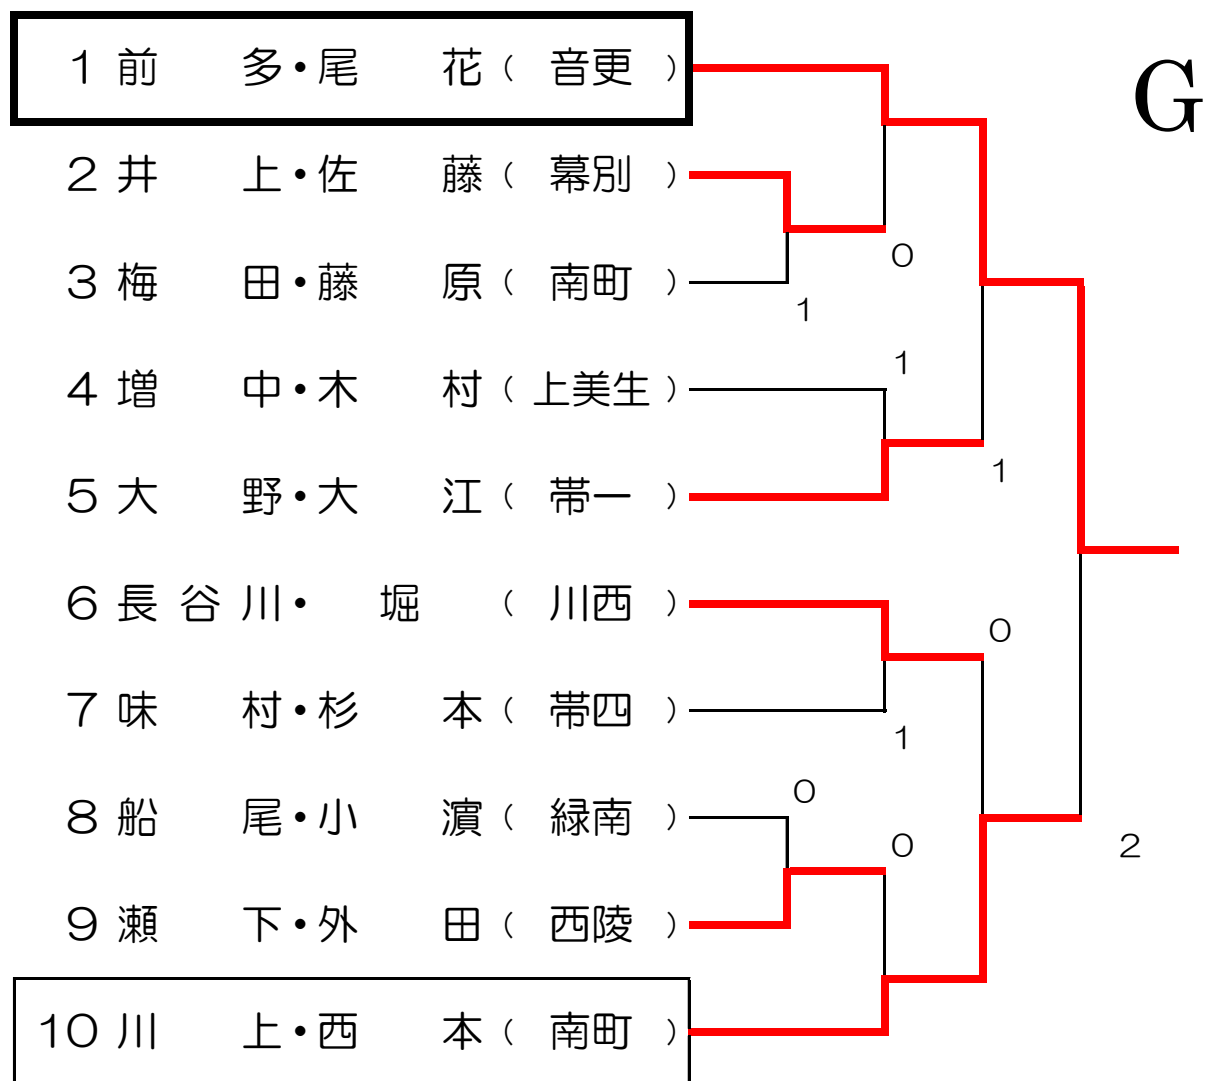 1 前 多・尾 花 ( 音更 )
G
2 井 上・佐 藤 ( 幕別 )
0
3 梅 田・藤 原 ( 南町 )
1
1
4 増 中・木 村 ( 上美生 )
1
5 大 野・大 江 ( 帯一 )
6 長 谷 川・ 堀 ( 川西 )
0
7 味 村・杉 本 ( 帯四 )
1
0
8 船 尾・小 濵 ( 緑南 )
0
2
9 瀬 下・外 田 ( 西陵 )
10 川 上・西 本 ( 南町 )